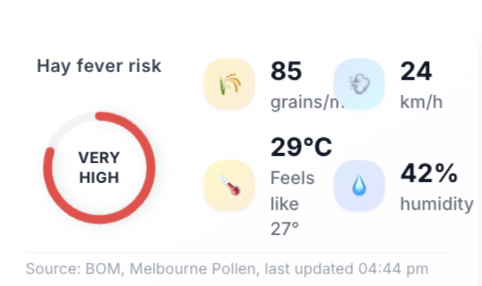 Hay fever risk
VERY
HIGH
85
grains/m
24
km/h
29°C
Feels
like
27°
42%
humidity
Source: BOM, Melbourne Pollen, last updated 04:44 pm